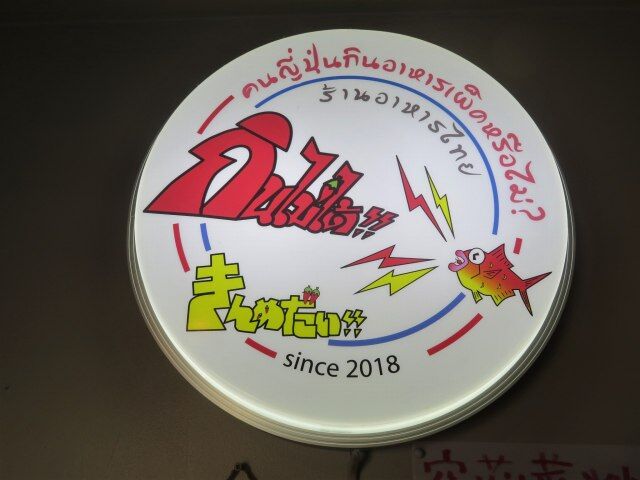 คนญี่ปุ่นกินอาหารเผ็ดหรือไม่?
ร้านอาหารไทย
กินไม่ได้!!
きんめだい!!
since 2018